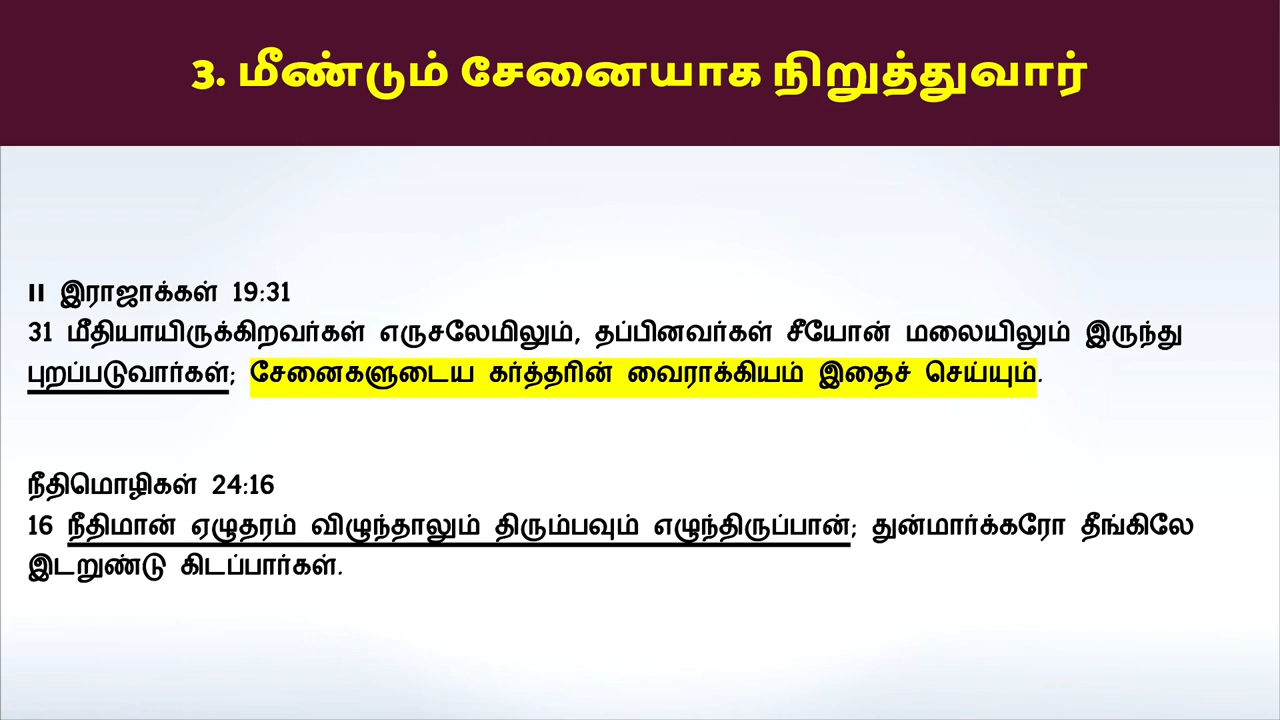 3. மீண்டும் சேனையாக நிறுத்துவார்
II இராஜாக்கள் 19:31
31 மீதியாயிருக்கிறவர்கள் எருசலேமிலும், தப்பினவர்கள் சீயோன் மலையிலும் இருந்து
புறப்படுவார்கள்; சேனைகளுடைய கர்த்தரின் வைராக்கியம் இதைச் செய்யும்.
நீதிமொழிகள் 24:16
16 நீதிமான் ஏழுதரம் விழுந்தாலும் திரும்பவும் எழுந்திருப்பான்; துன்மார்க்கரோ தீங்கிலே
இடறுண்டு கிடப்பார்கள்.